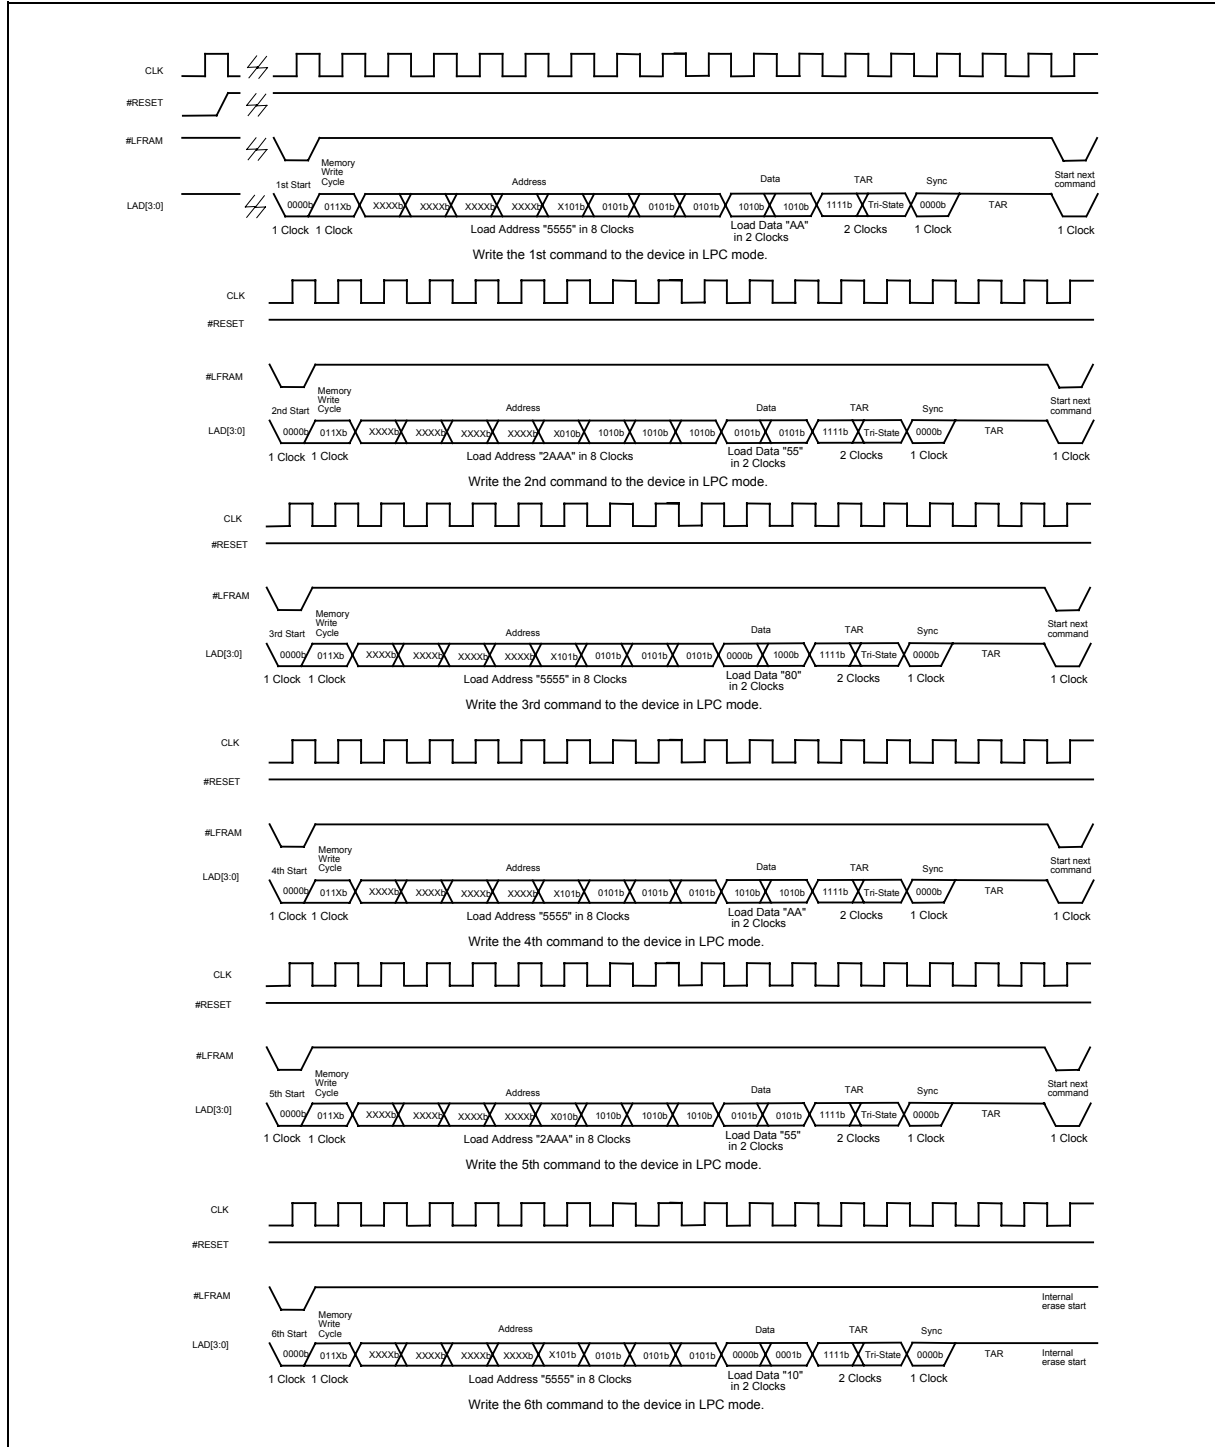 CLK
#RESET
#LFRAM
Memory
Write
Cycle
1st Start
Address
Data
TAR
Sync
Start next
command
LAD[3:0]
0000b 011Xb XXXXb XXXXb XXXXb XXXXb X101b 0101b 0101b 0101b 1010b 1010b 1111b Tri-State 0000b TAR
1 Clock 1 Clock Load Address "5555" in 8 Clocks Load Data "AA" in 2 Clocks 2 Clocks 1 Clock 1 Clock
Write the 1st command to the device in LPC mode.
CLK
#RESET
#LFRAM
Memory
Write
Cycle
2nd Start
Address
Data
TAR
Sync
Start next
command
LAD[3:0]
0000b 011Xb XXXXb XXXXb XXXXb XXXXb X010b 1010b 1010b 1010b 0101b 0101b 1111b Tri-State 0000b TAR
1 Clock 1 Clock Load Address "2AAA" in 8 Clocks Load Data "55" in 2 Clocks 2 Clocks 1 Clock 1 Clock
Write the 2nd command to the device in LPC mode.
CLK
#RESET
#LFRAM
Memory
Write
Cycle
3rd Start
Address
Data
TAR
Sync
Start next
command
LAD[3:0]
0000b 011Xb XXXXb XXXXb XXXXb XXXXb X101b 0101b 0101b 0101b 0000b 1000b 1111b Tri-State 0000b TAR
1 Clock 1 Clock Load Address "5555" in 8 Clocks Load Data "80" in 2 Clocks 2 Clocks 1 Clock 1 Clock
Write the 3rd command to the device in LPC mode.
CLK
#RESET
#LFRAM
Memory
Write
Cycle
4th Start
Address
Data
TAR
Sync
Start next
command
LAD[3:0]
0000b 011Xb XXXXb XXXXb XXXXb XXXXb X101b 0101b 0101b 0101b 1010b 1010b 1111b Tri-State 0000b TAR
1 Clock 1 Clock Load Address "5555" in 8 Clocks Load Data "AA" in 2 Clocks 2 Clocks 1 Clock 1 Clock
Write the 4th command to the device in LPC mode.
CLK
#RESET
#LFRAM
Memory
Write
Cycle
5th Start
Address
Data
TAR
Sync
Start next
command
LAD[3:0]
0000b 011Xb XXXXb XXXXb XXXXb XXXXb X010b 1010b 1010b 1010b 0101b 0101b 1111b Tri-State 0000b TAR
1 Clock 1 Clock Load Address "2AAA" in 8 Clocks Load Data "55" in 2 Clocks 2 Clocks 1 Clock 1 Clock
Write the 5th command to the device in LPC mode.
CLK
#RESET
#LFRAM
Internal
erase start
Memory
Write
Cycle
6th Start
Address
Data
TAR
Sync
LAD[3:0]
0000b 011Xb XXXXb XXXXb XXXXb XXXXb X101b 0101b 0101b 0101b 0000b 0001b 1111b Tri-State 0000b TAR
Internal
erase start
1 Clock 1 Clock Load Address "5555" in 8 Clocks Load Data "10" in 2 Clocks 2 Clocks 1 Clock
Write the 6th command to the device in LPC mode.